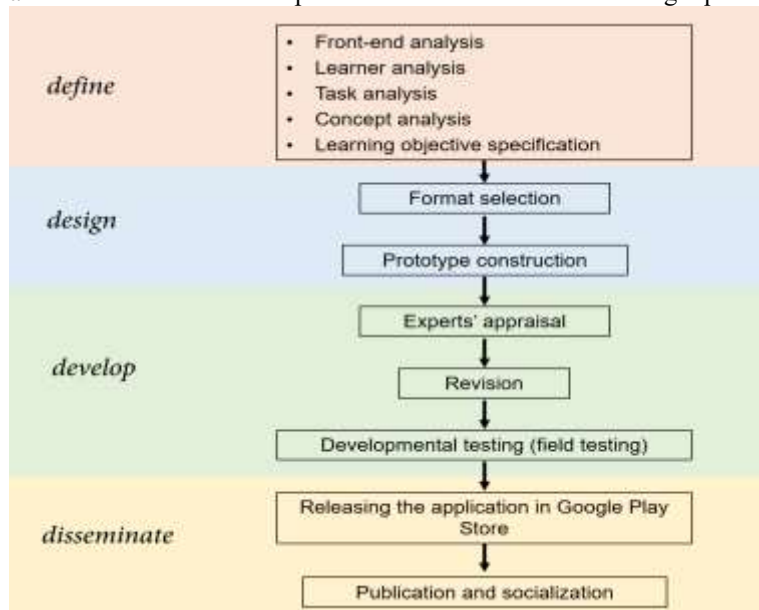 define
• Front-end analysis
• Learner analysis
• Task analysis
• Concept analysis
• Learning objective specification
design
Format selection
Prototype construction
develop
Experts' appraisal
Revision
Developmental testing (field testing)
disseminate
Releasing the application in Google Play
Store
Publication and socialization